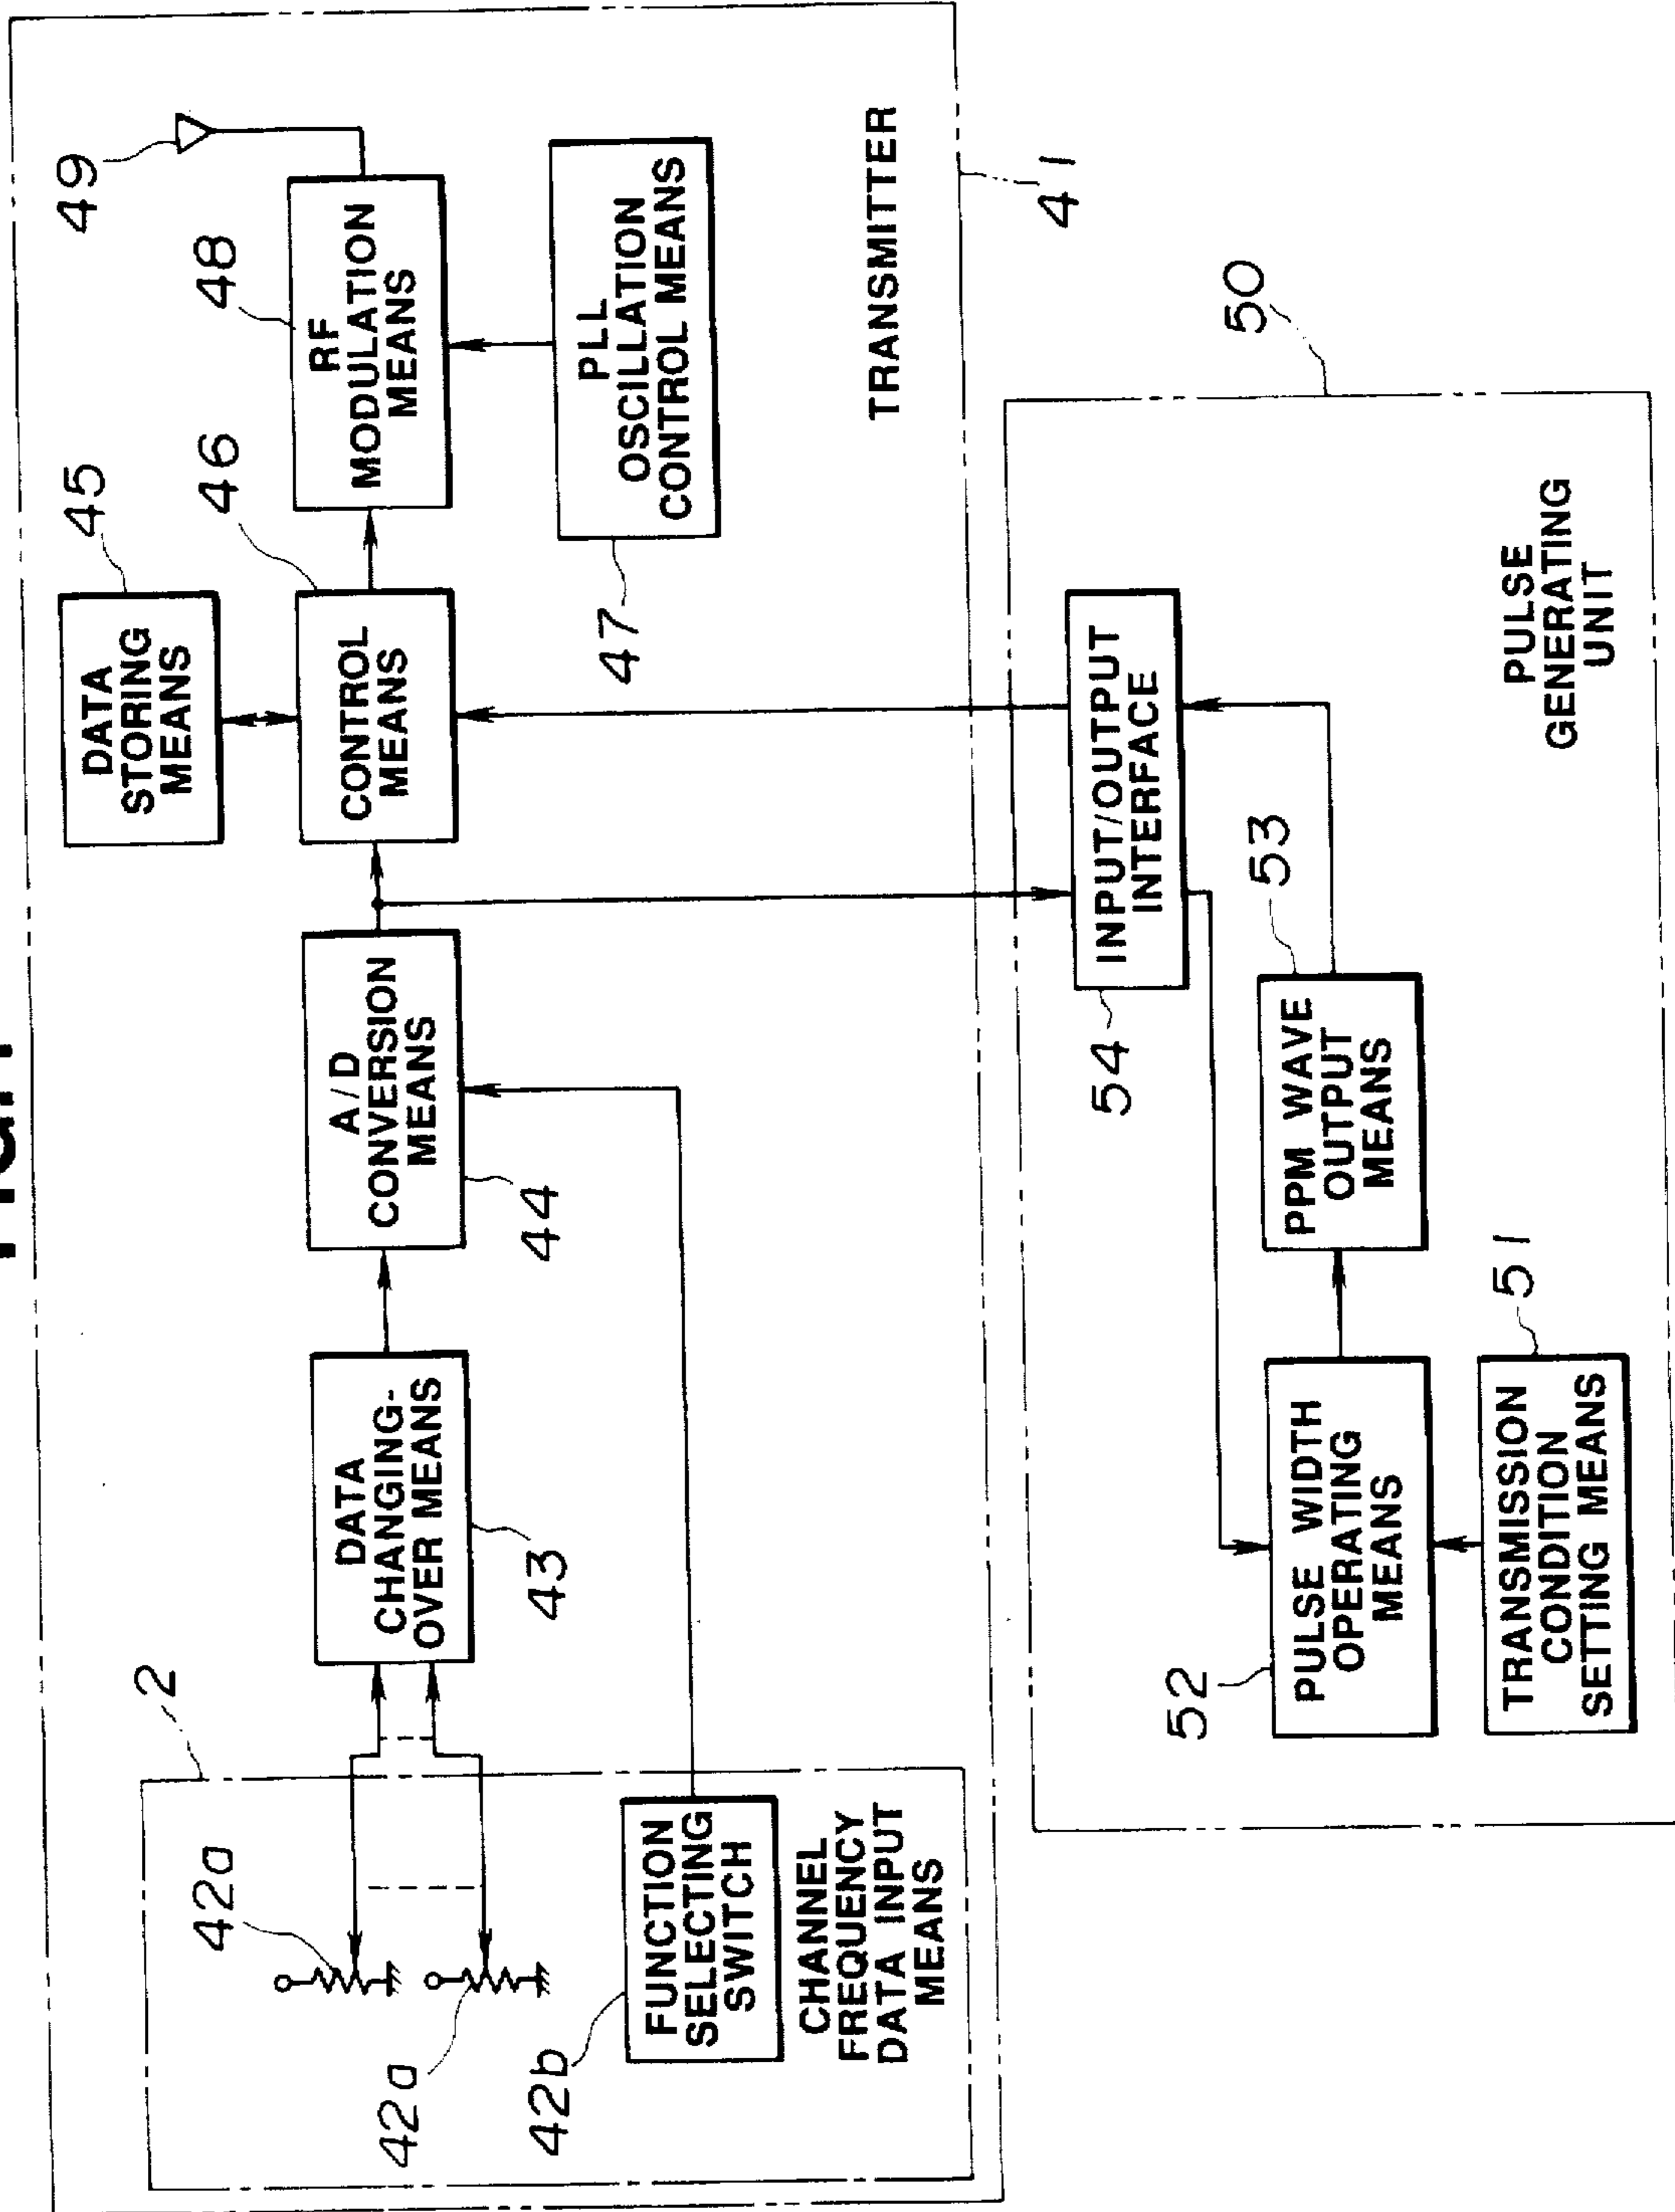 49
45
48
46
RF
MODULATION
MEANS
DATA
STORING
MEANS
CONTROL
MEANS
A/D
CONVERSION
MEANS
44
DATA
CHANGING-
OVER MEANS
43
2
42a
42a
42b
FUNCTION
SELECTING
SWITCH
CHANNEL
FREQUENCY
DATA INPUT
MEANS
47
PLL
OSCILLATION
CONTROL MEANS
TRANSMITTER
41
50
54
INPUT/OUTPUT
INTERFACE
53
PPM WAVE
OUTPUT
MEANS
52
PULSE WIDTH
OPERATING
MEANS
51
TRANSMISSION
CONDITION
SETTING MEANS
PULSE
GENERATING
UNIT